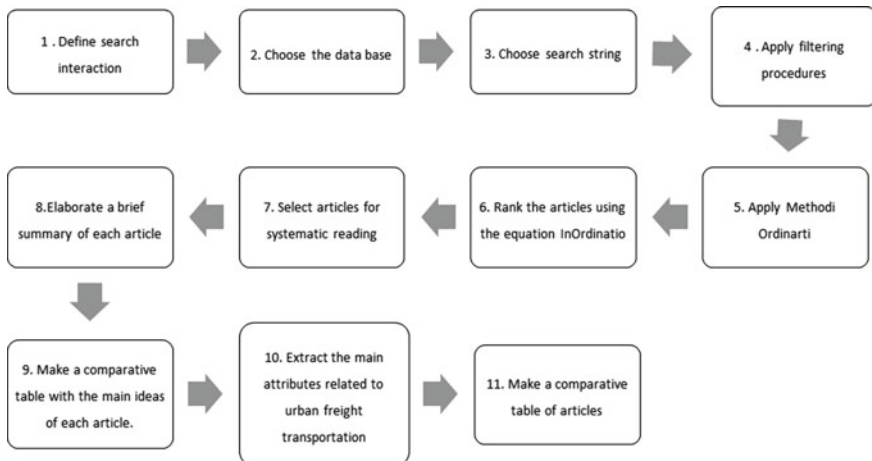 1 . Define search
interaction
2. Choose the data base
3. Choose search string
4 . Apply filtering
procedures
5. Apply Methodi
Ordinarti
6. Rank the articles using
the equation InOrdinatio
7. Select articles for
systematic reading
8.Elaborate a brief
summary of each article
9. Make a comparative
table with the main ideas
of each article.
10. Extract the main
attributes related to
urban freight
transportation
11. Make a comparative
table of articles